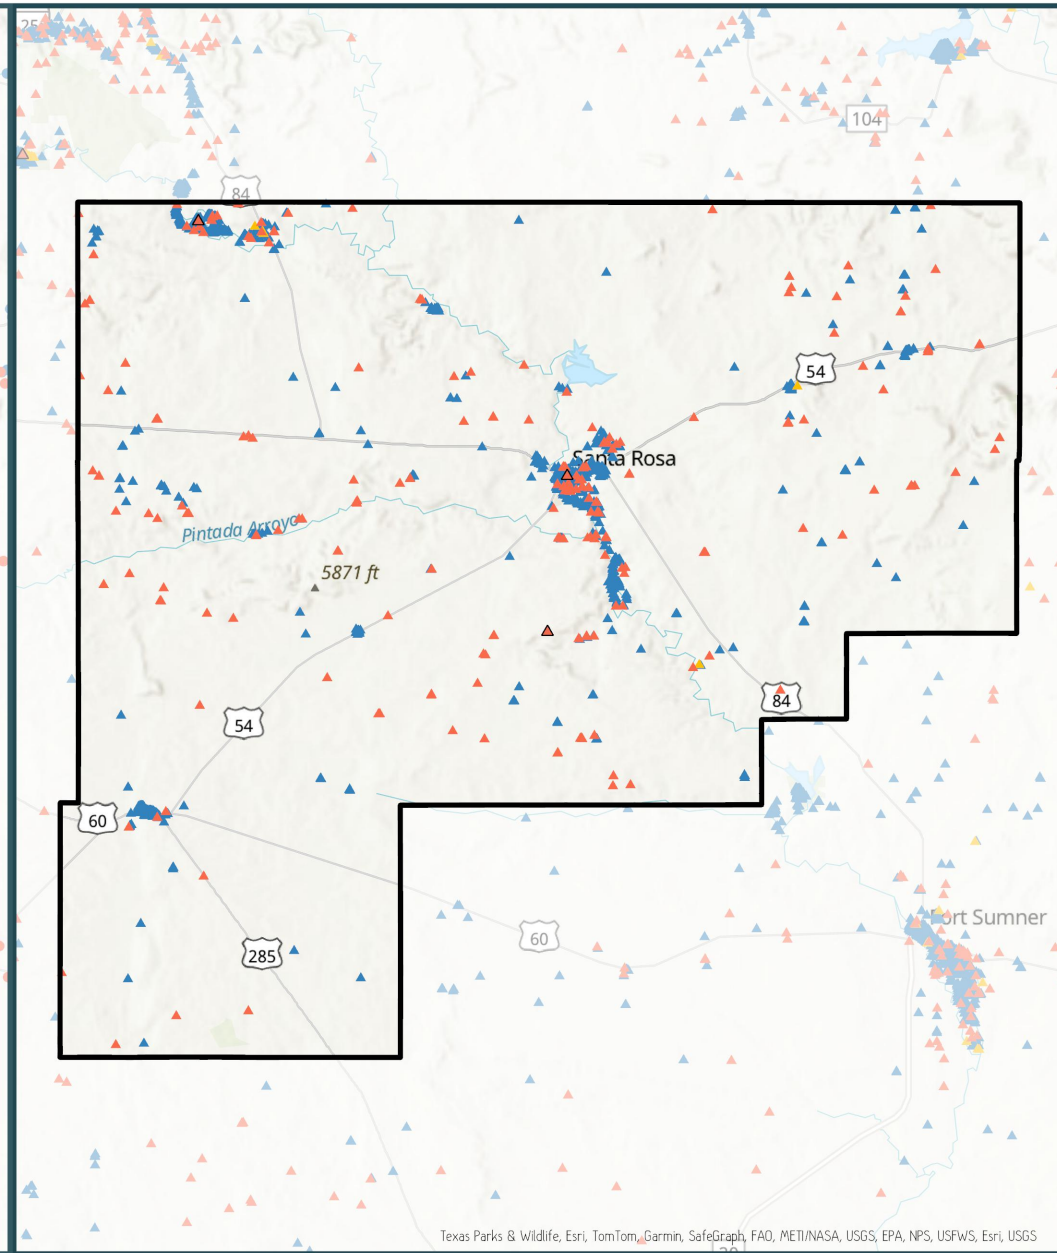 25
104
84
54
Santa Rosa
Pintada Arroyo
5871 ft
84
54
60
Fort Sumner
60
285
Texas Parks & Wildlife, Esri, TomTom, Garmin, SafeGraph, FAO, METI/NASA, USGS, EPA, NPS, USFWS, Esri, USGS